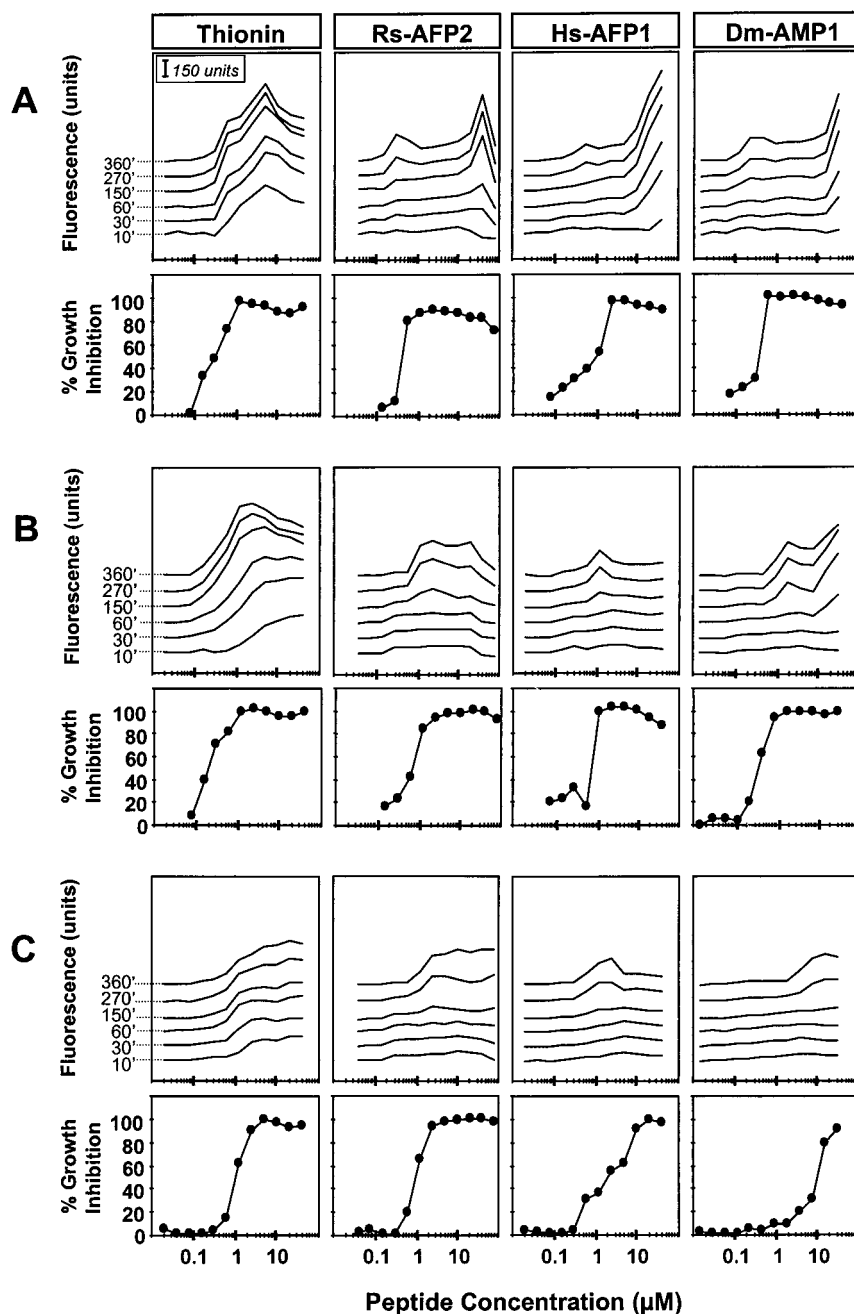 Thionin Rs-AFP2 Hs-AFP1 Dm-AMP1
150 units
A
Fluorescence (units)
360'
270'
150'
60'
30'
10'
% Growth
Inhibition
100
80
60
40
20
0
B
Fluorescence (units)
360'
270'
150'
60'
30'
10'
% Growth
Inhibition
100
80
60
40
20
0
C
Fluorescence (units)
360'
270'
150'
60'
30'
10'
% Growth
Inhibition
100
80
60
40
20
0
0.1 1 10 0.1 1 10 0.1 1 10 0.1 1 10
Peptide Concentration (µM)